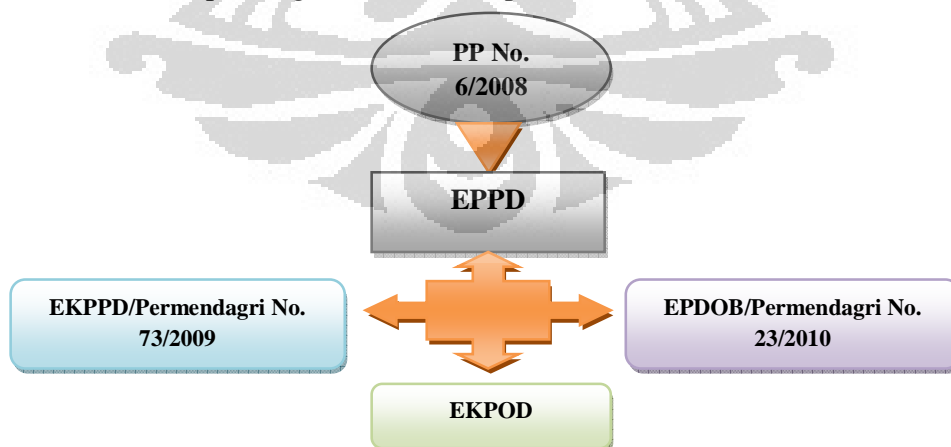 PP No.
6/2008
EPPD
EKPPD/Permendagri No.
73/2009
EPDOB/Permendagri No.
23/2010
EKPOD